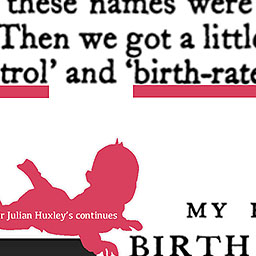 these names were
Then we got a little
trol' and 'birth-rate
r Julian Huxley's continues
MY
BIRTH